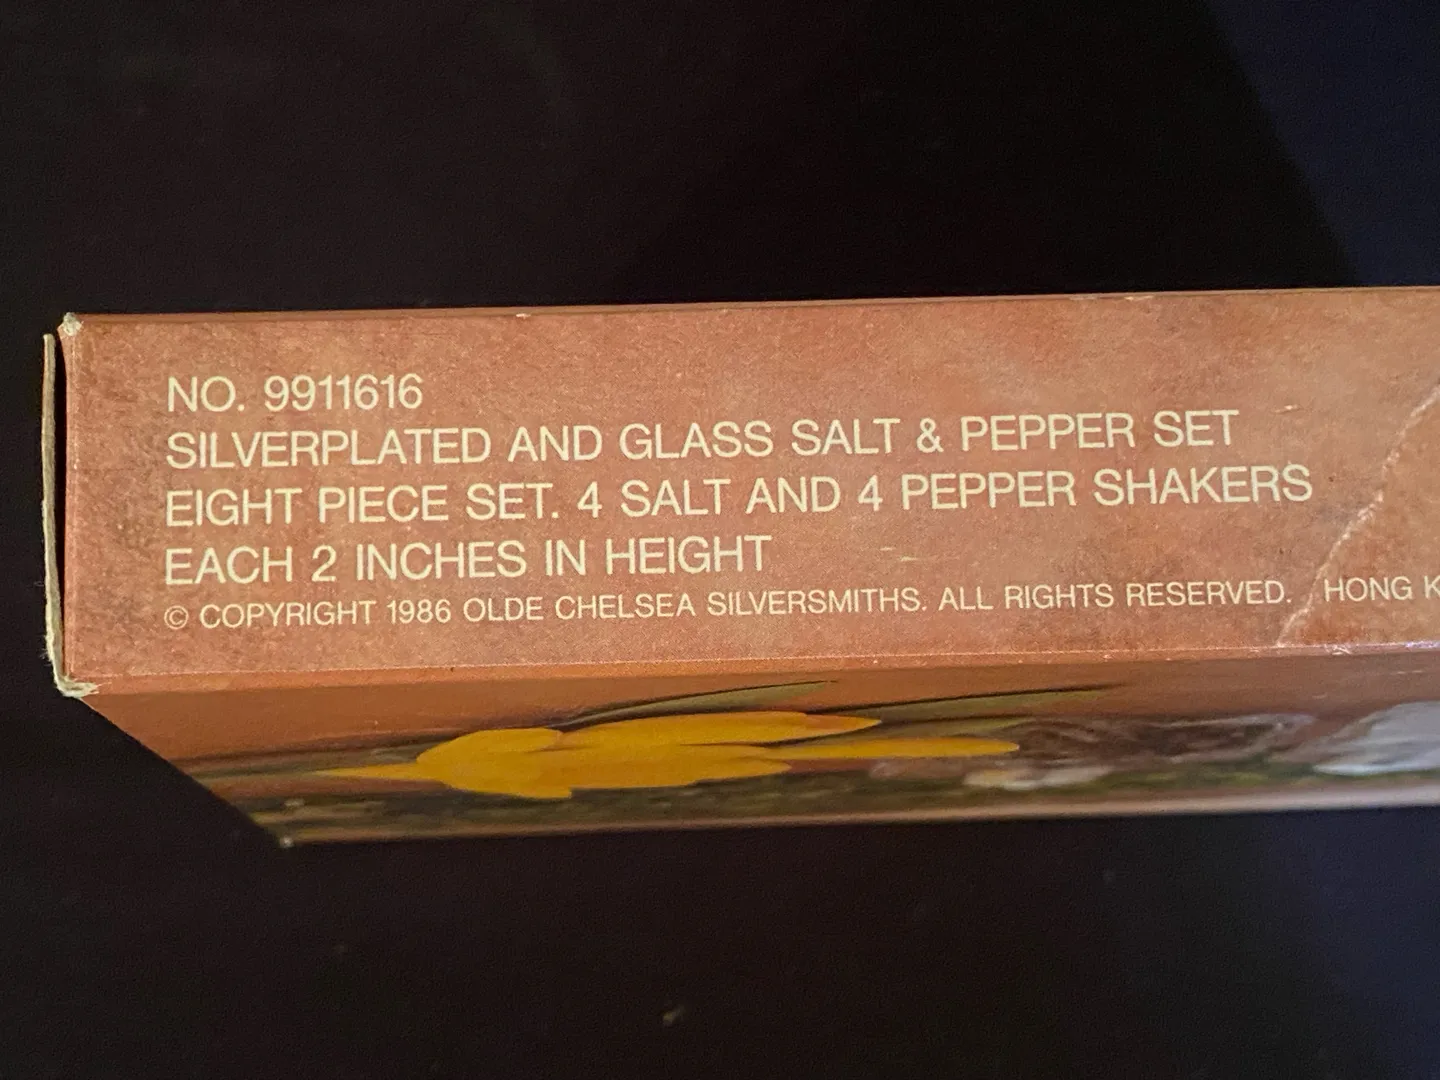 NO. 9911616
SILVERPLATED AND GLASS SALT & PEPPER SET
EIGHT PIECE SET. 4 SALT AND 4 PEPPER SHAKERS
EACH 2 INCHES IN HEIGHT
© COPYRIGHT 1986 OLDE CHELSEA SILVERSMITHS. ALL RIGHTS RESERVED. HONG